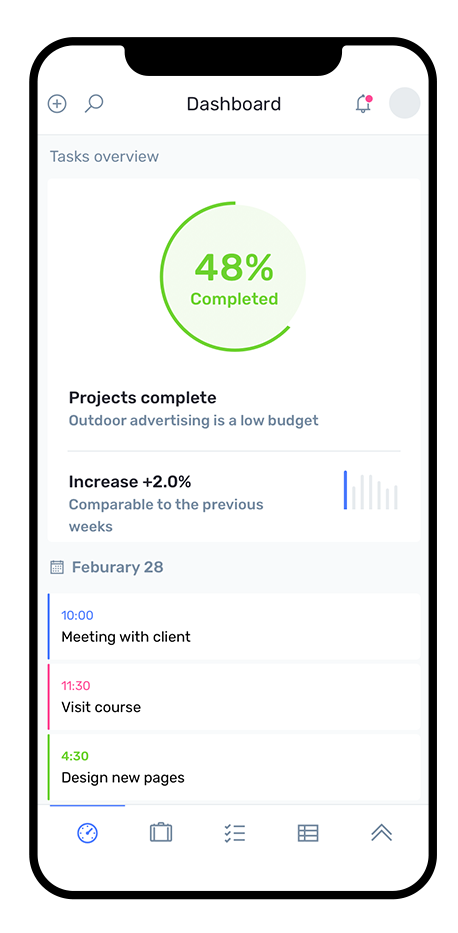 Dashboard
Tasks overview
48%
Completed
Projects complete
Outdoor advertising is a low budget
Increase +2.0%
Comparable to the previous
weeks
Feburary 28
10:00
Meeting with client
11:30
Visit course
4:30
Design new pages